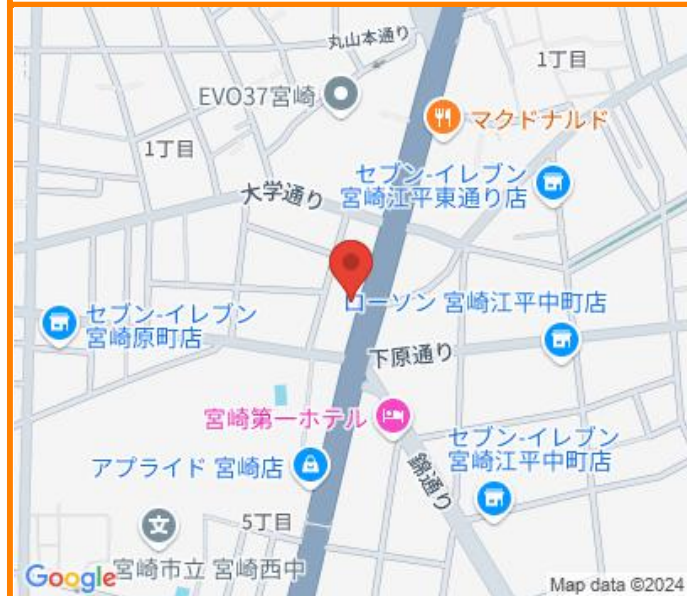 丸山本通り
1丁目
EVO37宮崎
マクドナルド
1丁目
セブン-イレブン
宮崎江平東通り店
大学通り
ローソン 宮崎江平中町店
セブン-イレブン
宮崎原町店
下原通り
宮崎第一ホテル
セブン-イレブン
宮崎江平中町店
アプライド 宮崎店
錦通り
5丁目
宮崎市立 宮崎西中
Google
Map data ©2024